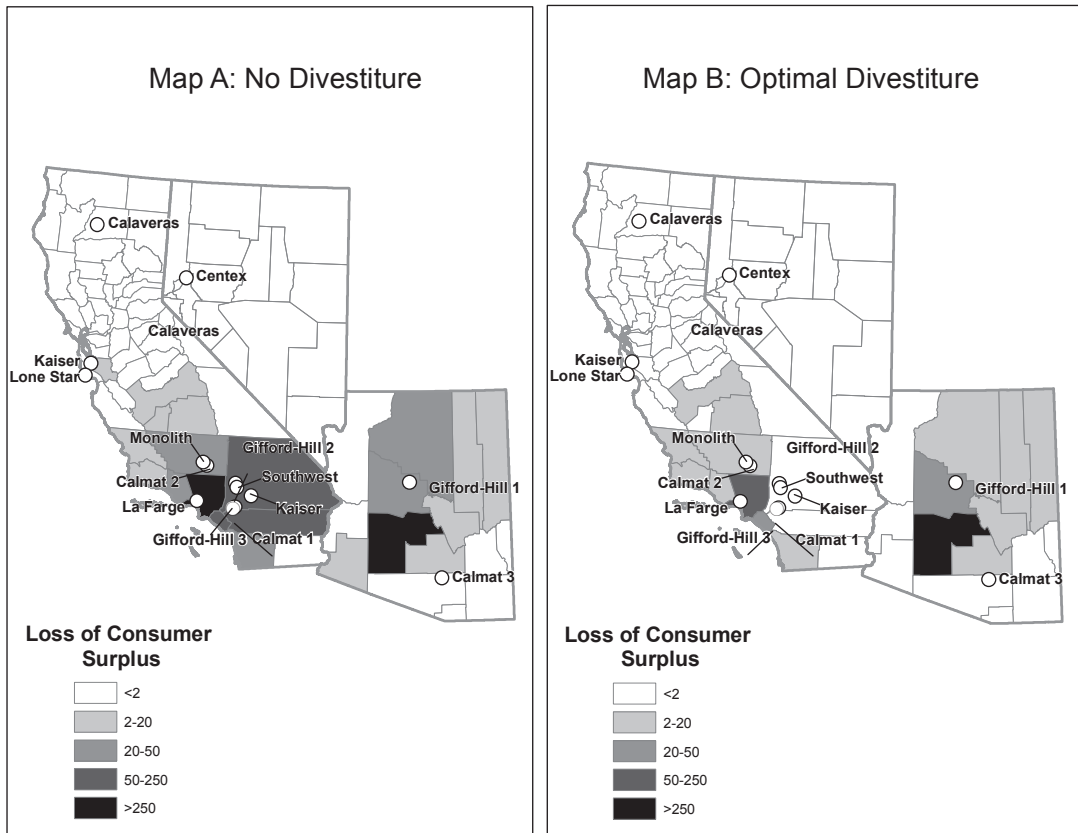 Map A: No Divestiture
Calaveras
Centex
Calaveras
Kaiser
Lone Star
Monolith
Gifford-Hill 2
Southwest
Calmat 2
Gifford-Hill 1
La Farge
Kaiser
Gifford-Hill 3
Calmat 1
Calmat 3
Loss of Consumer
Surplus
<2
2-20
20-50
50-250
>250
Map B: Optimal Divestiture
Calaveras
Centex
Calaveras
Kaiser
Lone Star
Monolith
Gifford-Hill 2
Southwest
Calmat 2
Gifford-Hill 1
La Farge
Kaiser
Gifford-Hill 3
Calmat 1
Calmat 3
Loss of Consumer
Surplus
<2
2-20
20-50
50-250
>250